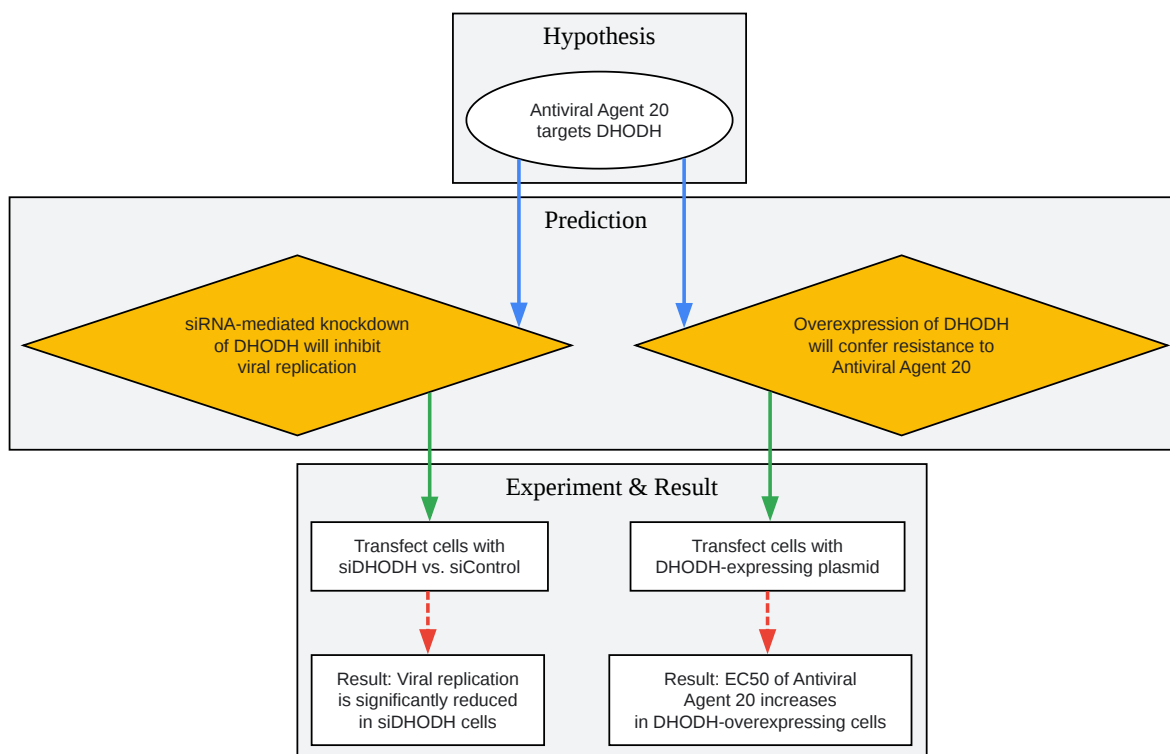 Hypothesis
Antiviral Agent 20
targets DHODH
Prediction
siRNA-mediated knockdown
of DHODH will inhibit
viral replication
Overexpression of DHODH
will confer resistance to
Antiviral Agent 20
Experiment & Result
Transfect cells with
siDHODH vs. siControl
Transfect cells with
DHODH-expressing plasmid
Result: Viral replication
is significantly reduced
in siDHODH cells
Result: EC50 of Antiviral
Agent 20 increases
in DHODH-overexpressing cells